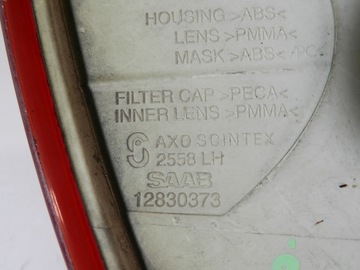 HOUSING >ABS<
LENS >PMMA<
MASK >ABS< /PC
FILTER CAP >PECA<
INNER LENS >PMMA<
AXO SCINTEX
2558 LH
SAAB
12830373